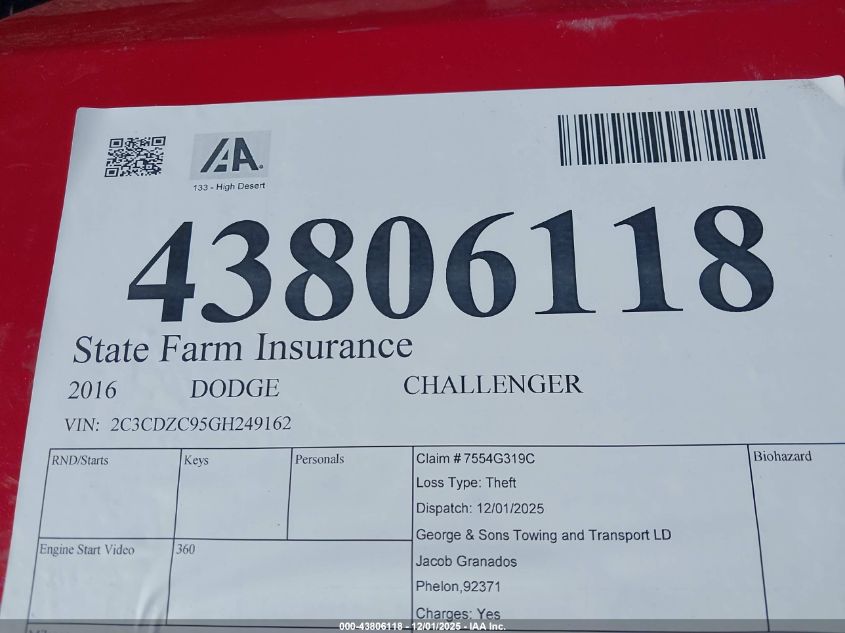 IAA.
133 - High Desert
43806118
State Farm Insurance
2016 DODGE CHALLENGER
VIN: 2C3CDZC95GH249162
RND/Starts Keys Personals Claim # 7554G319C Biohazard
Loss Type: Theft
Dispatch: 12/01/2025
George & Sons Towing and Transport LD
Engine Start Video 360
Jacob Granados
Phelon,92371
Charges: Yes
000-43806118 - 12/01/2025 - IAA Inc.